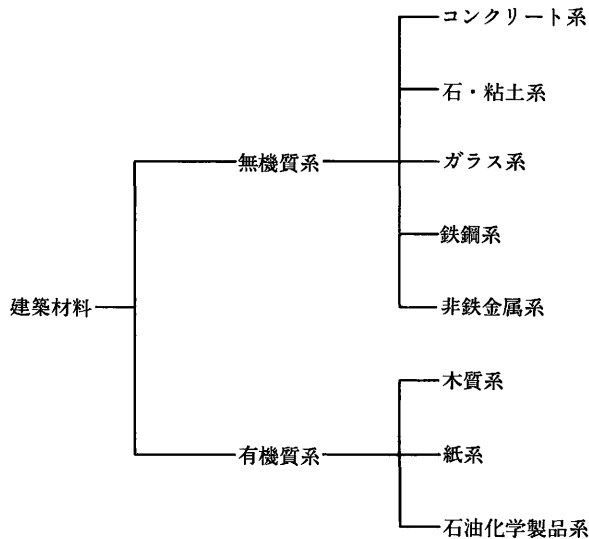 建築材料
無機質系
コンクリート系
石・粘土系
ガラス系
鉄鋼系
非鉄金属系
有機質系
木質系
紙系
石油化学製品系